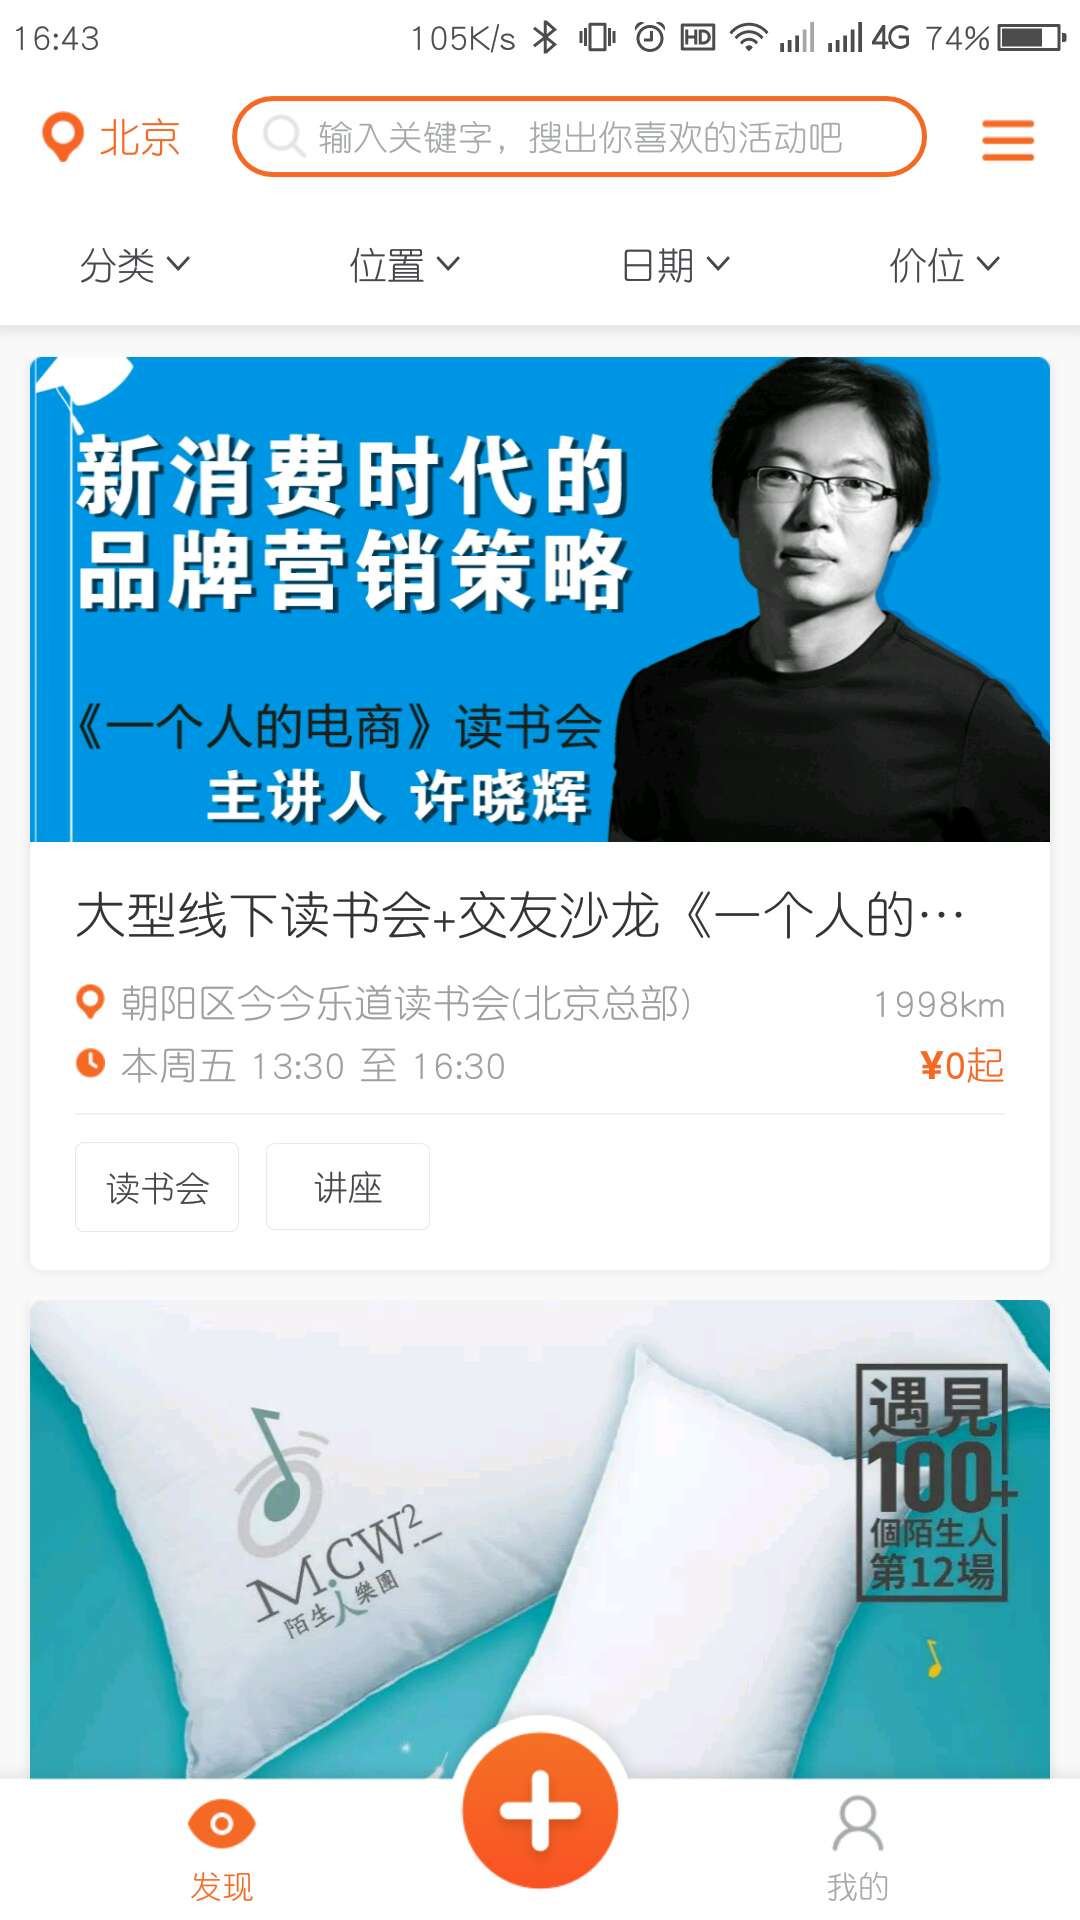 16:43 105K/s HD 4G 74%
北京 输入关键字，搜出你喜欢的活动吧
分类 位置 日期 价位
新消费时代的
品牌营销策略
《一个人的电商》读书会
主讲人 许晓辉
大型线下读书会+交友沙龙《一个人的…
朝阳区今今乐道读书会(北京总部) 1998km
本周五 13:30 至 16:30 ¥0起
读书会 讲座
遇見
100+
個陌生人
第12場
MCW²
陌生人樂團
发现 我的